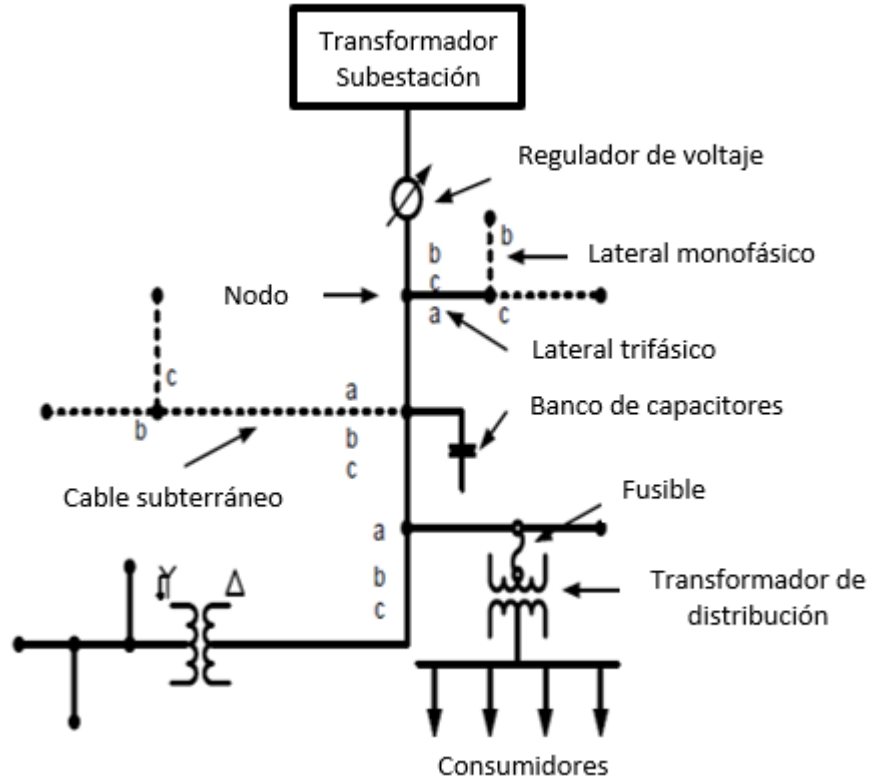 Transformador
Subestación
Regulador de voltaje
b
Lateral monofásico
b
c
Nodo
a
c
Lateral trifásico
c
a
Banco de capacitores
b
b
c
Cable subterráneo
Fusible
a
b
c
Y
Δ
Transformador de
distribución
Consumidores